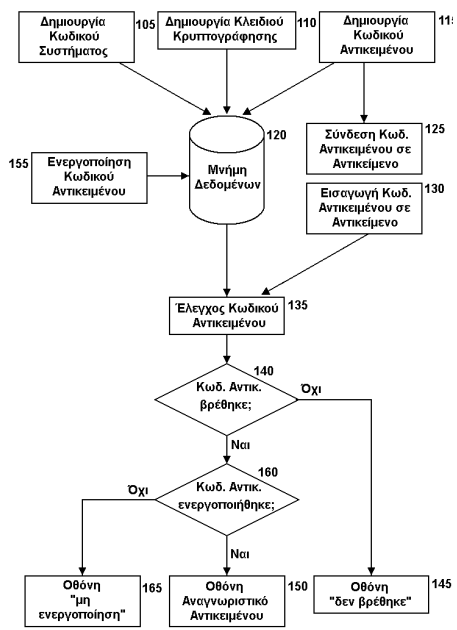 Δημιουργία
Κωδικού
Συστήματος
105
Δημιουργία Κλειδιού
Κρυπτογράφησης
110
Δημιουργία
Κωδικού
Αντικειμένου
115
120
Μνήμη
Δεδομένων
Σύνδεση Κωδ.
Αντικειμένου σε
Αντικείμενο
125
155
Ενεργοποίηση
Κωδικού
Αντικειμένου
Εισαγωγή Κωδ.
Αντικειμένου σε
Αντικείμενο
130
Έλεγχος Κωδικού
Αντικειμένου
135
140
Κωδ. Αντικ.
βρέθηκε;
Όχι
Ναι
160
Κωδ. Αντικ.
ενεργοποιήθηκε;
Όχι
Ναι
Οθόνη
"μη
ενεργοποίηση"
165
Οθόνη
Αναγνωριστικό
Αντικειμένου
150
Οθόνη
"δεν βρέθηκε"
145